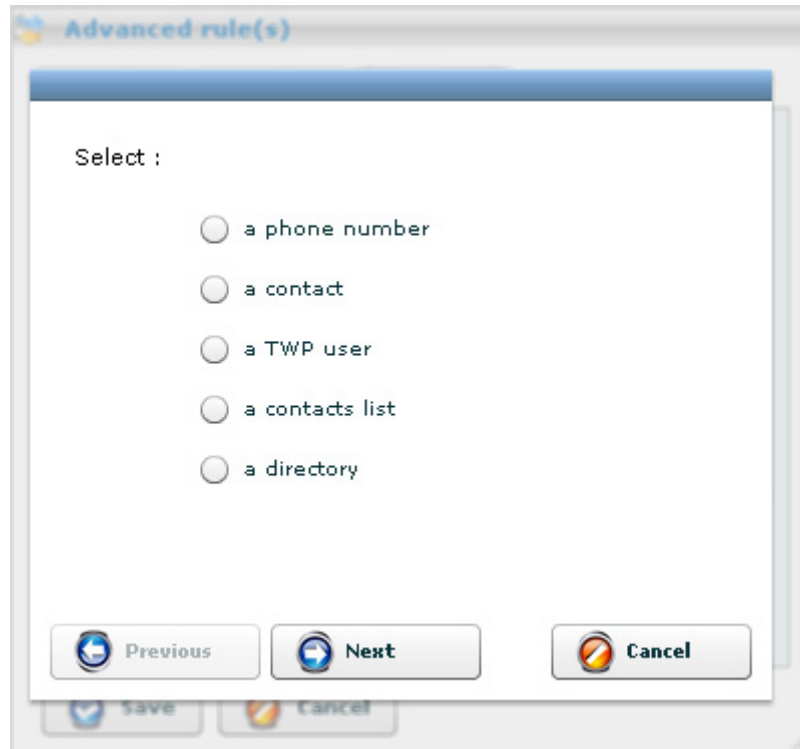 Advanced rule(s)
Select :
a phone number
a contact
a TWP user
a contacts list
a directory
Previous Next Cancel
Save Cancel